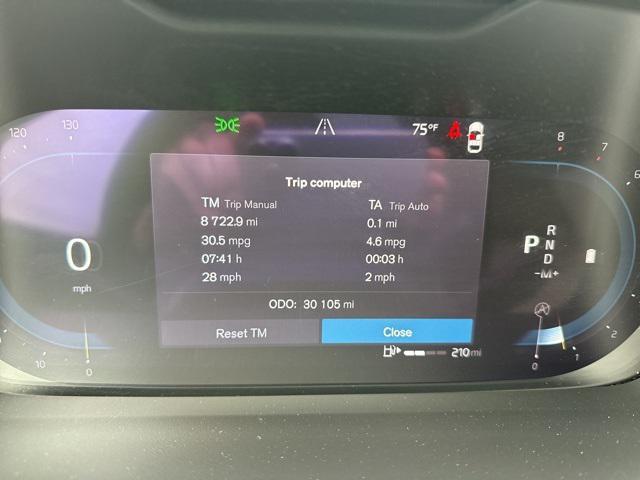 120 130 75°F 8 7 6
Trip computer
TM Trip Manual TA Trip Auto
8 722.9 mi 0.1 mi
30.5 mpg 4.6 mpg
07:41 h 00:03 h
28 mph 2 mph
ODO: 30 105 mi
Reset TM Close
0
mph
R
P N
D
-M+
210 mi
10 0 0 1 2